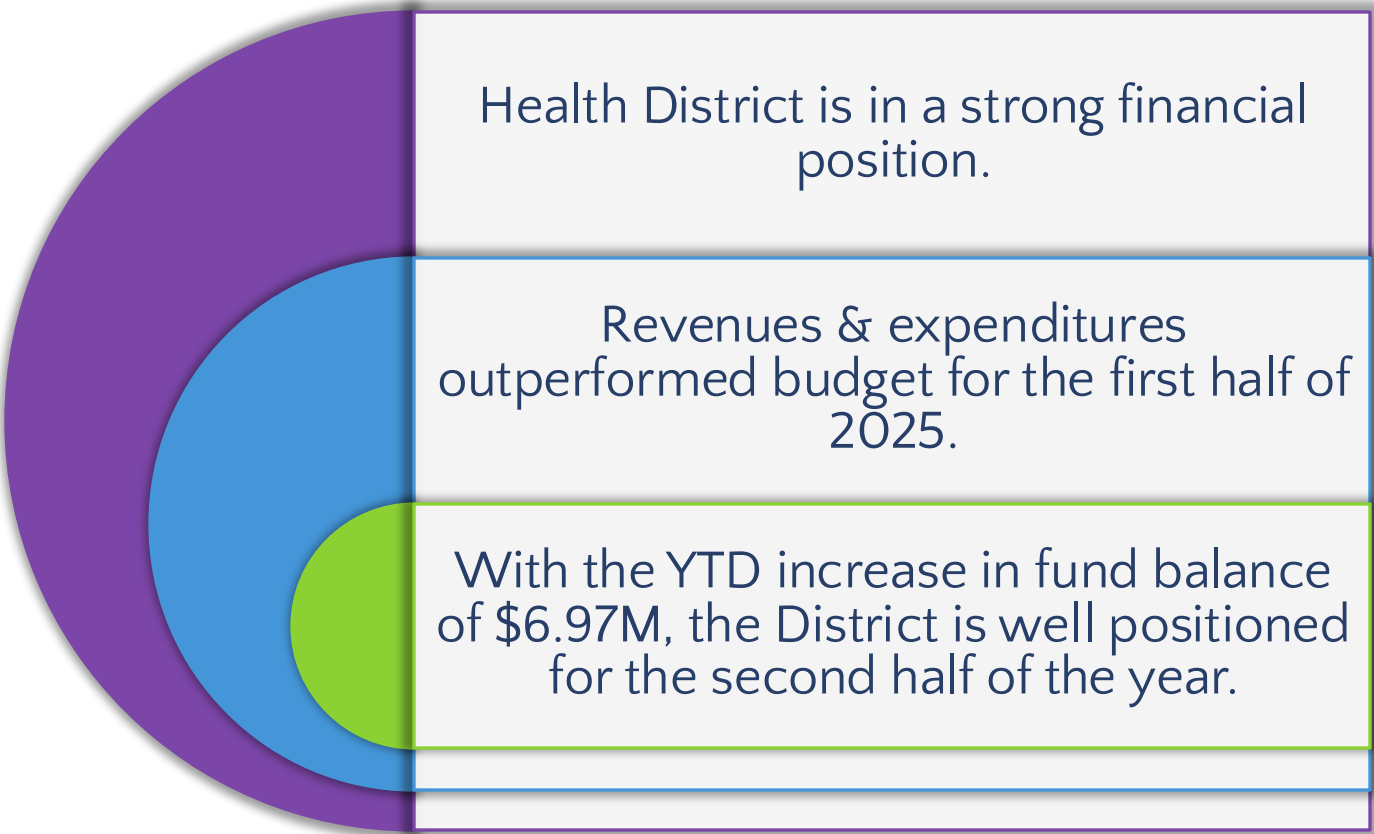 Health District is in a strong financial
position.
Revenues & expenditures
outperformed budget for the first half of
2025.
With the YTD increase in fund balance
of $6.97M, the District is well positioned
for the second half of the year.